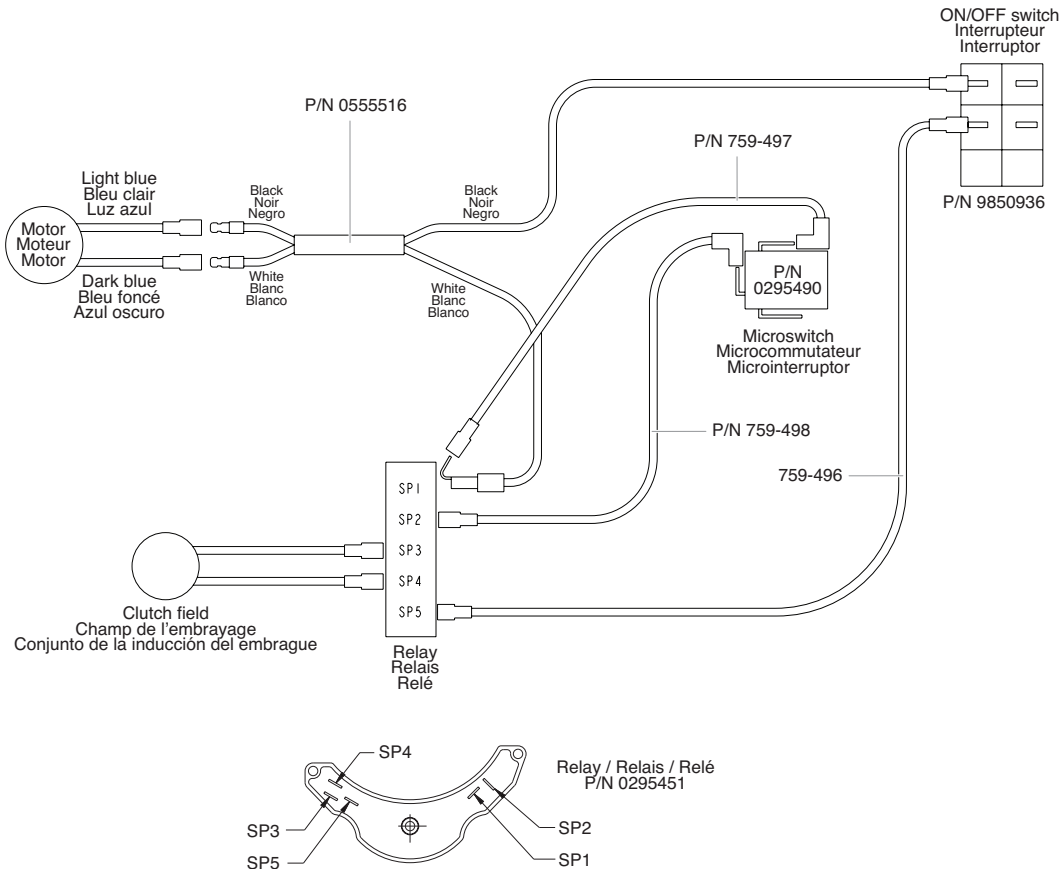 ON/OFF switch
Interrupteur
Interruptor
P/N 0555516
P/N 759-497
Light blue
Bleu clair
Luz azul
Black
Noir
Negro
Black
Noir
Negro
P/N 9850936
Motor
Moteur
Motor
P/N
0295490
Dark blue
Bleu foncé
Azul oscuro
White
Blanc
Blanco
White
Blanc
Blanco
Microswitch
Microcommutateur
Microinterruptor
P/N 759-498
759-496
SP1
SP2
SP3
SP4
SP5
Clutch field
Champ de l'embrayage
Conjunto de la inducción del embrague
Relay
Relais
Relé
SP4
Relay / Relais / Relé
P/N 0295451
SP3
SP2
SP5
SP1